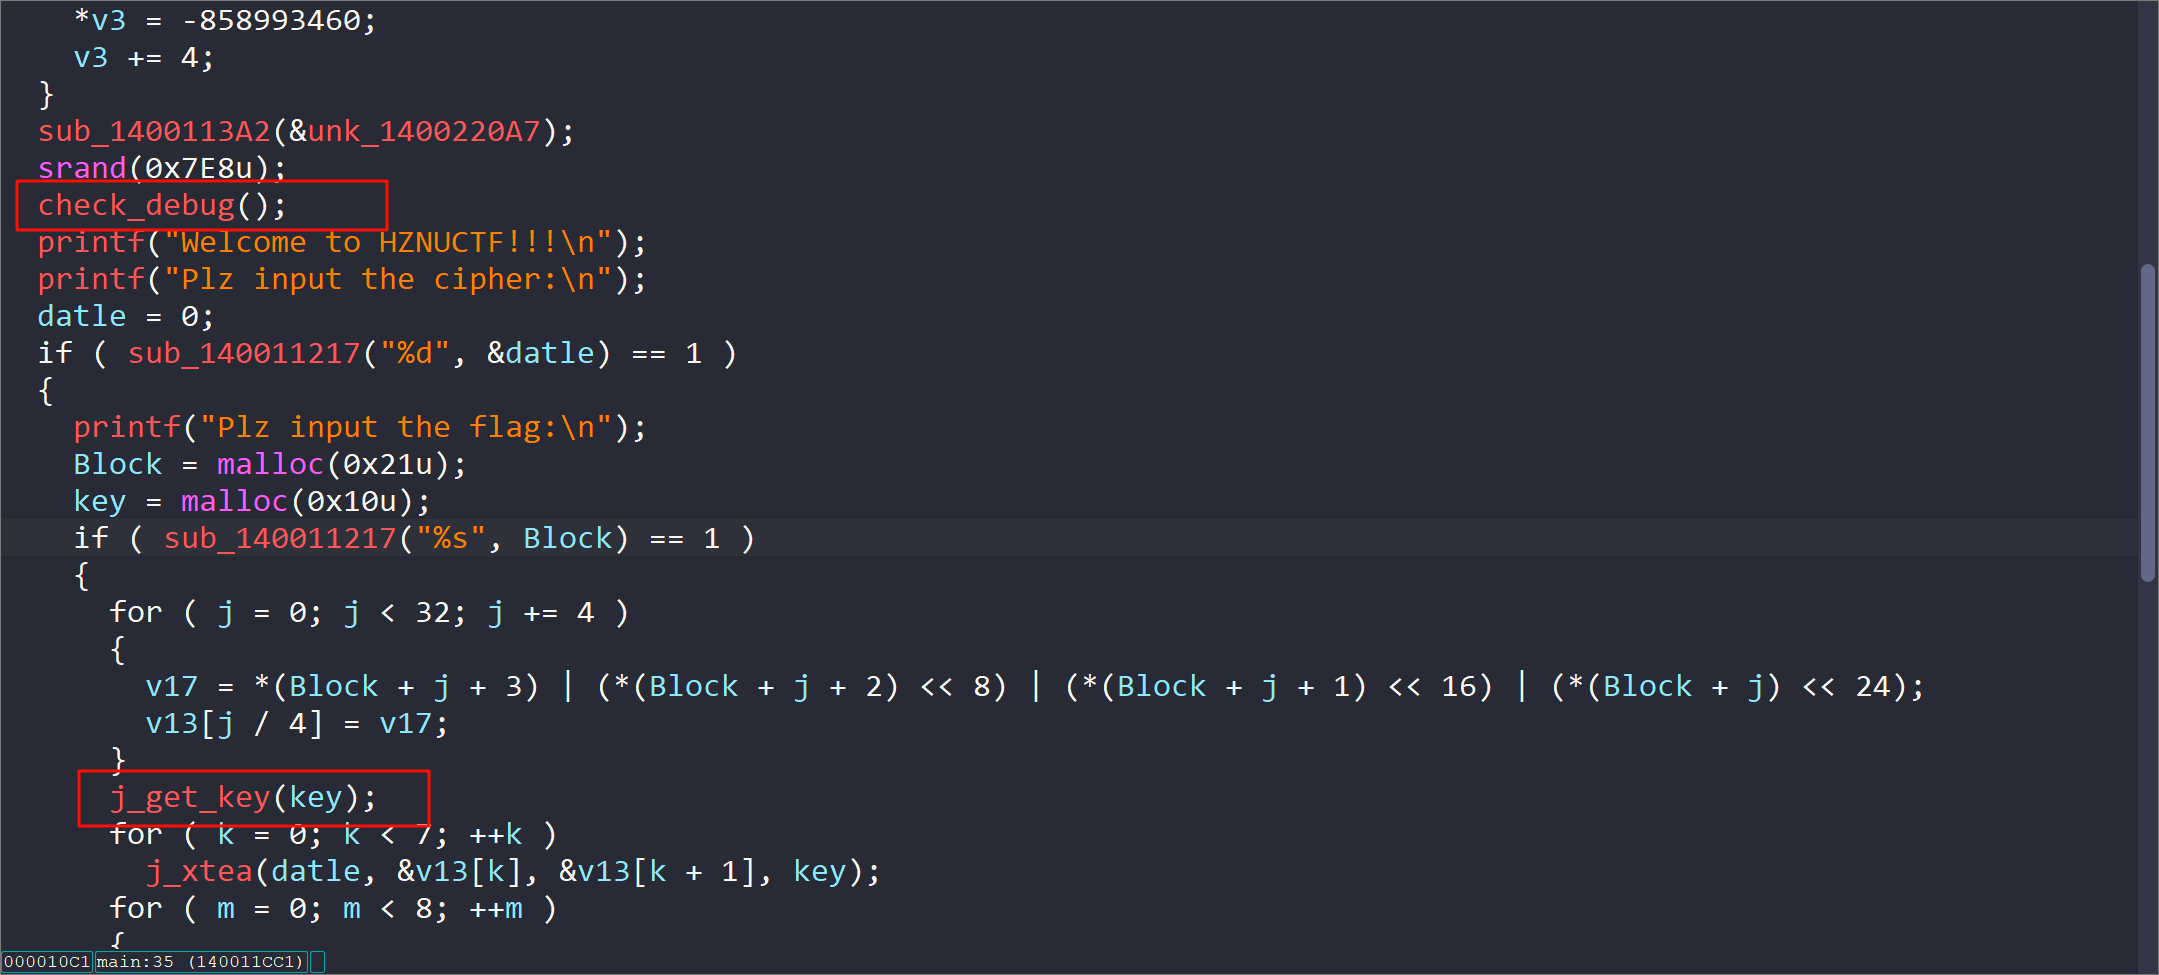 *v3 = -858993460;
v3 += 4;
}
sub_1400113A2(&unk_1400220A7);
srand(0x7E8u);
check_debug();
printf("Welcome to HZNUCTF!!!\n");
printf("Plz input the cipher:\n");
datle = 0;
if ( sub_140011217("%d", &datle) == 1 )
{
printf("Plz input the flag:\n");
Block = malloc(0x21u);
key = malloc(0x10u);
if ( sub_140011217("%s", Block) == 1 )
{
for ( j = 0; j < 32; j += 4 )
{
v17 = *(Block + j + 3) | (*(Block + j + 2) << 8) | (*(Block + j + 1) << 16) | (*(Block + j) << 24);
v13[j / 4] = v17;
}
j_get_key(key);
for ( k = 0; k < 7; ++k )
j_xtea(datle, &v13[k], &v13[k + 1], key);
for ( m = 0; m < 8; ++m )
{
000010C1 main:35 (140011CC1)